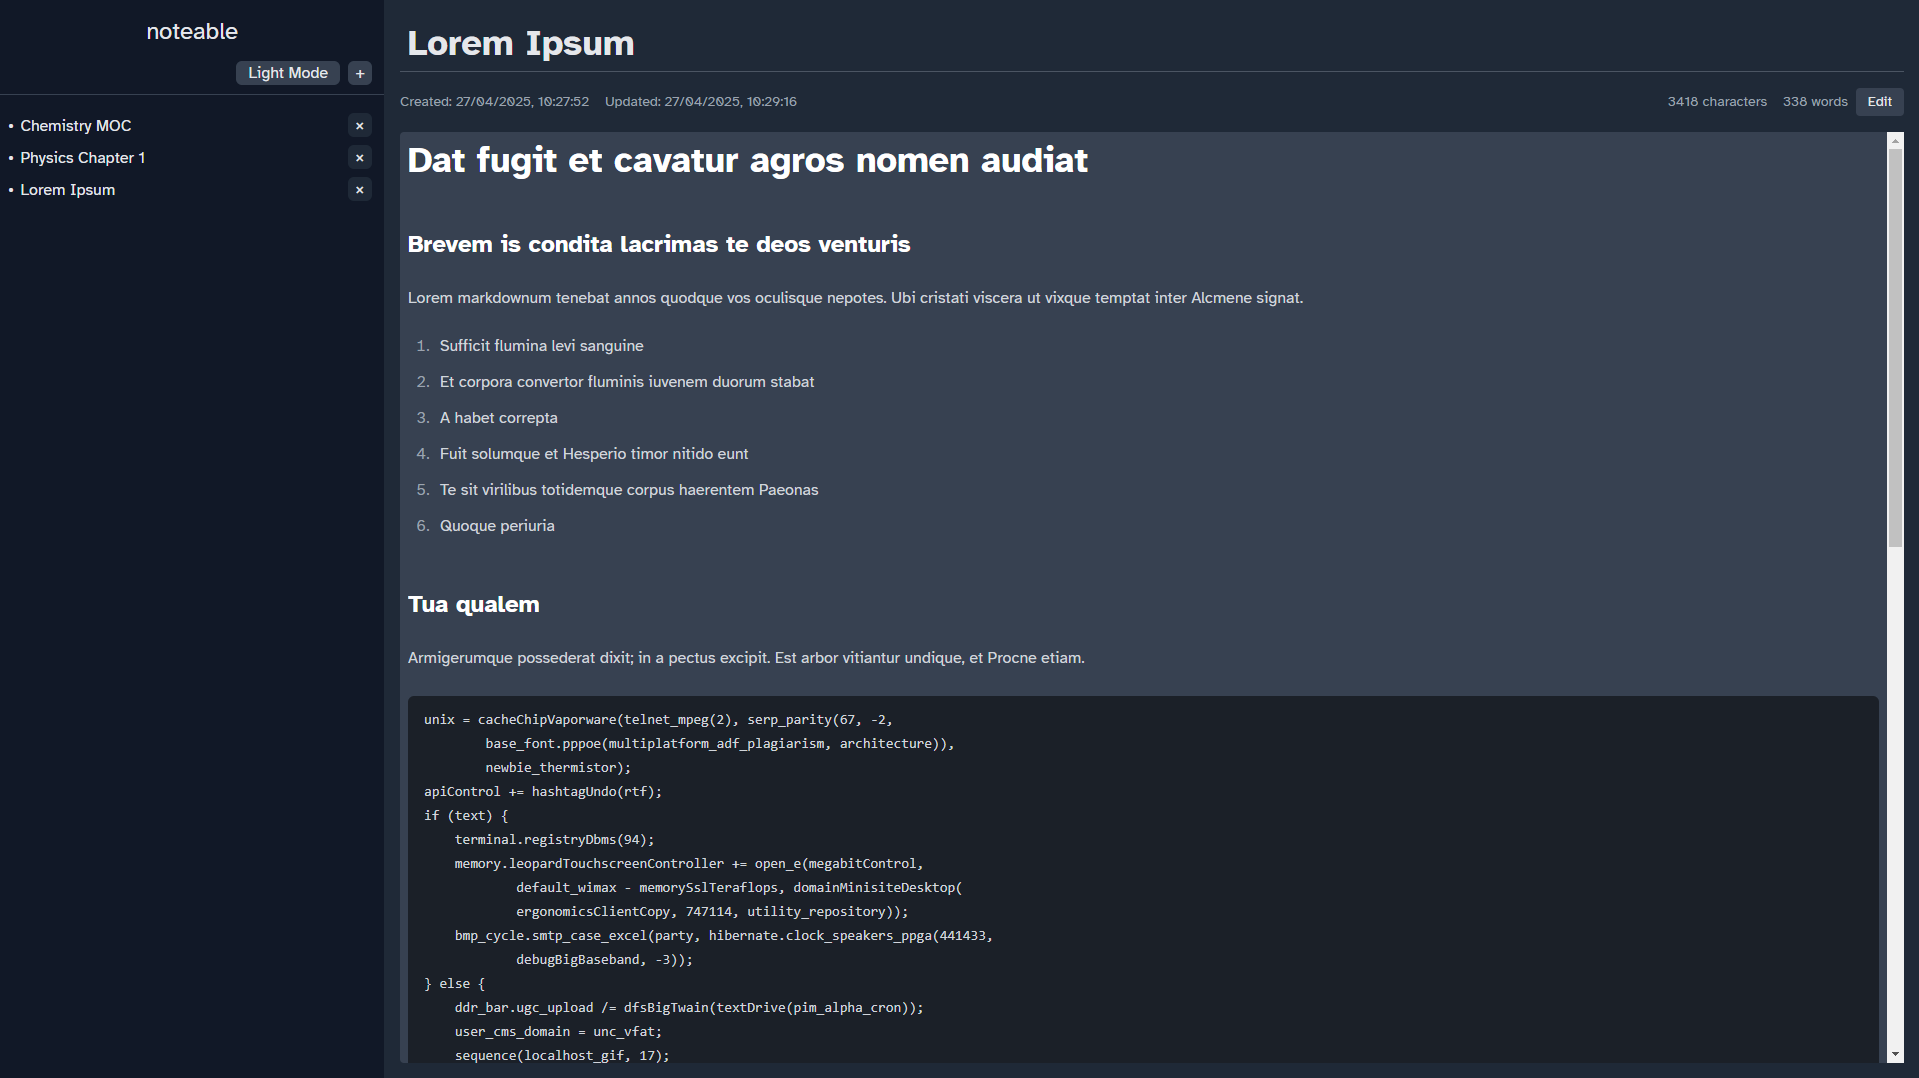 noteable
Light Mode +
• Chemistry MOC ×
• Physics Chapter 1 ×
• Lorem Ipsum ×
Lorem Ipsum
Created: 27/04/2025, 10:27:52 Updated: 27/04/2025, 10:29:16 3418 characters 338 words Edit
Dat fugit et cavatur agros nomen audiat
Brevem is condita lacrimas te deos venturis
Lorem markdownum tenebat annos quodque vos oculisque nepotes. Ubi cristati viscera ut vixque temptat inter Alcmene signat.
1. Sufficit flumina levi sanguine
2. Et corpora convertor fluminis iuvenem duorum stabat
3. A habet correpta
4. Fuit solumque et Hesperio timor nitido eunt
5. Te sit virilibus totidemque corpus haerentem Paeonas
6. Quoque periuria
Tua qualem
Armigerumque possederat dixit; in a pectus excipit. Est arbor vitiantur undique, et Procne etiam.
unix = cacheChipVaporware(telnet_mpeg(2), serp_parity(67, -2,
        base_font.pppoe(multiplatform_adf_plagiarism, architecture)),
        newbie_thermistor);
apiControl += hashtagUndo(rtf);
if (text) {
    terminal.registryDbms(94);
    memory.leopardTouchscreenController += open_e(megabitControl,
            default_wimax - memorySslTeraflops, domainMinisiteDesktop(
            ergonomicsClientCopy, 747114, utility_repository));
    bmp_cycle.smtp_case_excel(party, hibernate.clock_speakers_ppga(441433,
            debugBigBaseband, -3));
} else {
    ddr_bar.ugc_upload /= dfsBigTwain(textDrive(pim_alpha_cron));
    user_cms_domain = unc_vfat;
    sequence(localhost_gif, 17);